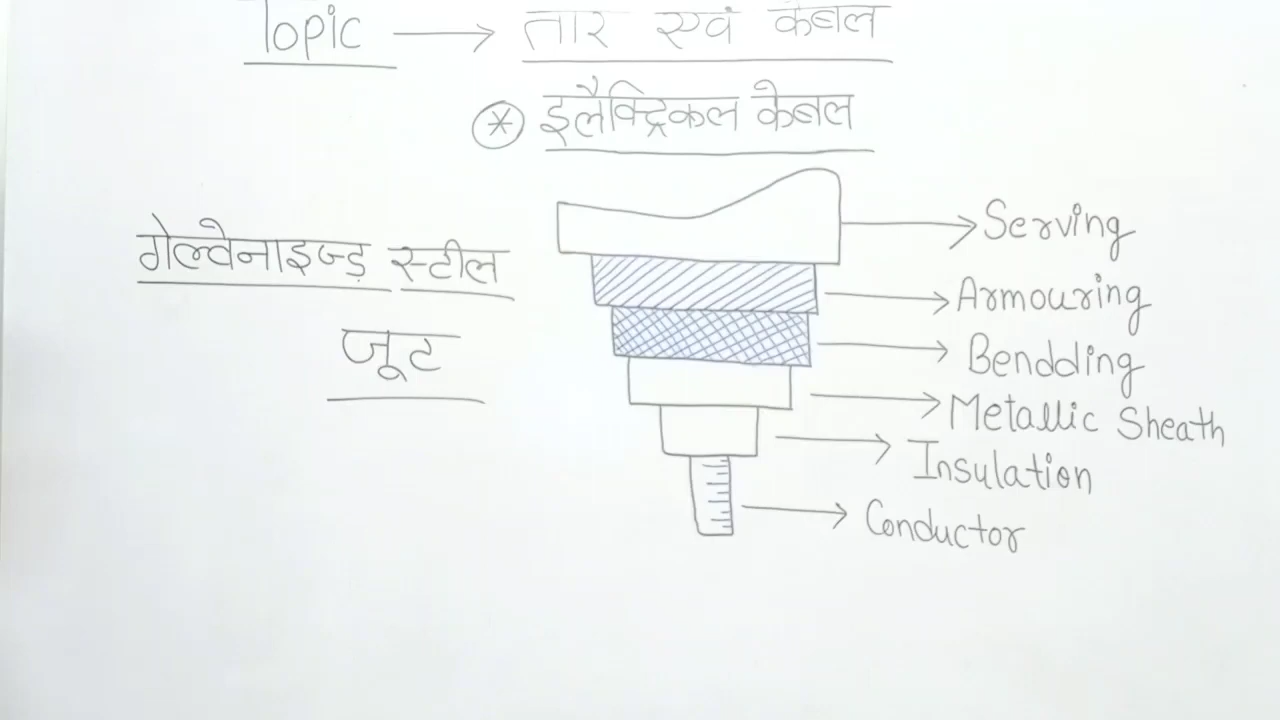 Topic → तार एवं केबल
* इलैक्ट्रिकल केबल
Serving
गेल्वेनाइज्ड़ स्टील
Armouring
जूट
Bendding
Metallic Sheath
Insulation
Conductor